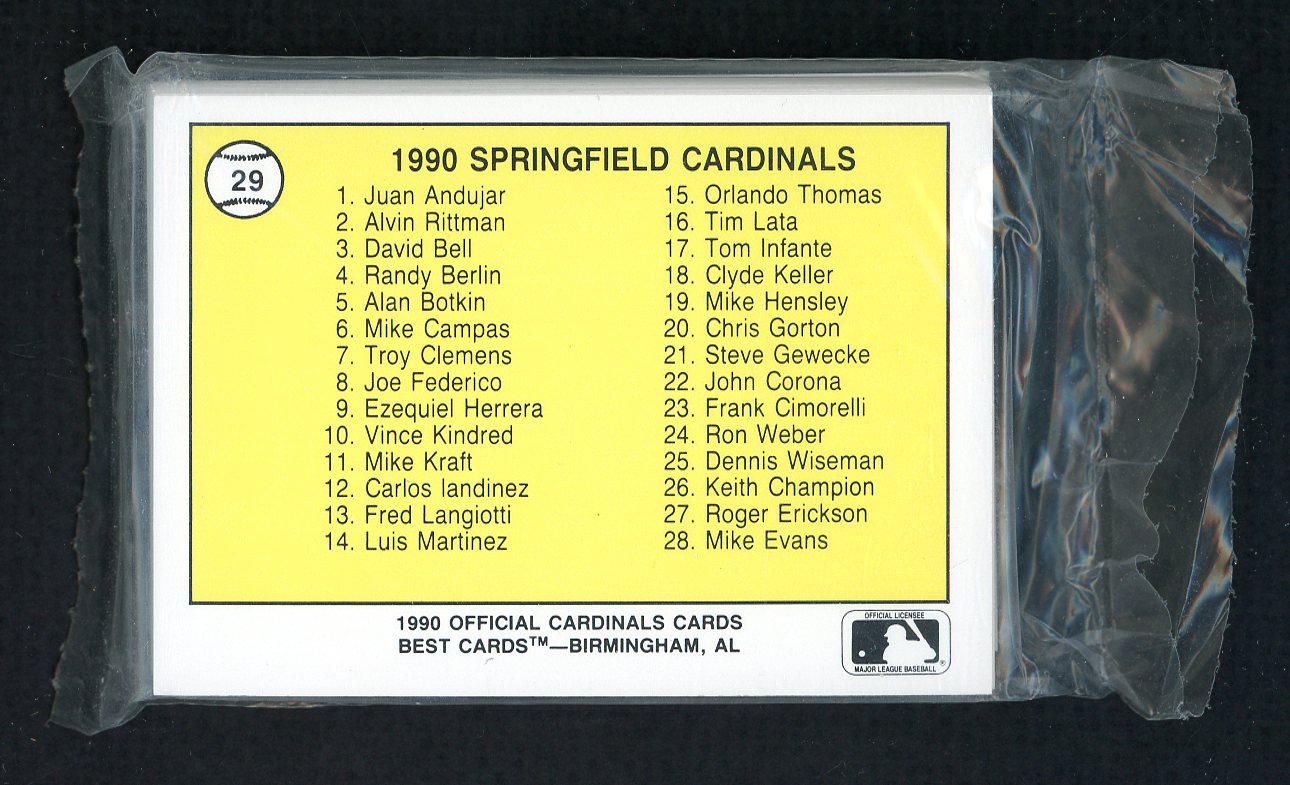 29
1990 SPRINGFIELD CARDINALS
1. Juan Andujar
2. Alvin Rittman
3. David Bell
4. Randy Berlin
5. Alan Botkin
6. Mike Campas
7. Troy Clemens
8. Joe Federico
9. Ezequiel Herrera
10. Vince Kindred
11. Mike Kraft
12. Carlos landinez
13. Fred Langiotti
14. Luis Martinez
15. Orlando Thomas
16. Tim Lata
17. Tom Infante
18. Clyde Keller
19. Mike Hensley
20. Chris Gorton
21. Steve Gewecke
22. John Corona
23. Frank Cimorelli
24. Ron Weber
25. Dennis Wiseman
26. Keith Champion
27. Roger Erickson
28. Mike Evans
1990 OFFICIAL CARDINALS CARDS
BEST CARDS™—BIRMINGHAM, AL
OFFICIAL LICENSEE
MAJOR LEAGUE BASEBALL®